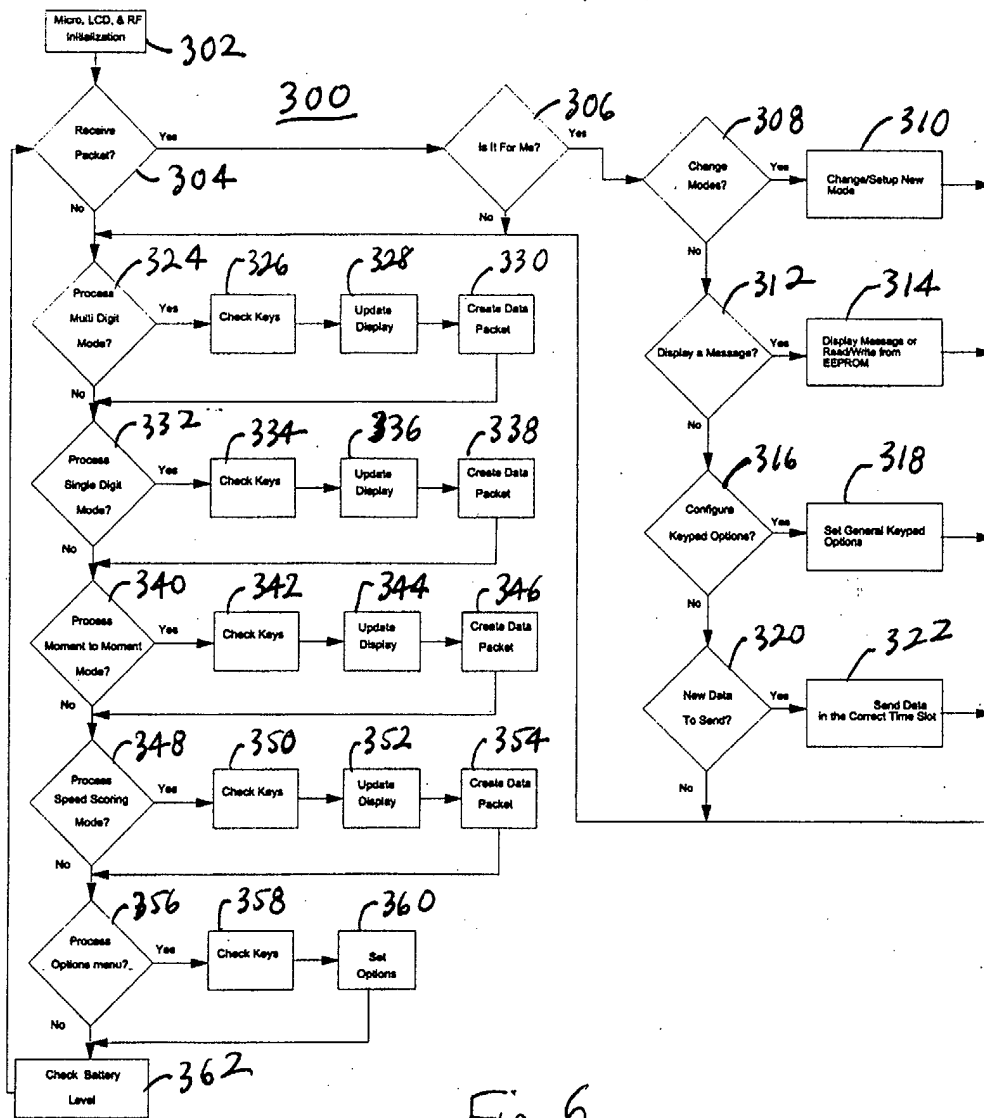 Micro, LCD, & RF
Initialization
302
300
Receive
Packet?
Yes
304
No
306
Is It For Me?
Yes
No
308
Change
Modes?
Yes
No
310
Change/Setup New
Mode
312
Display a Message?
Yes
No
314
Display Message or
Read/Write from
EEPROM
316
Configure
Keypad Options?
Yes
No
318
Set General Keypad
Options
320
New Data
To Send?
Yes
No
322
Send Data
in the Correct Time Slot
324
Process
Multi Digit
Mode?
Yes
No
326
Check Keys
328
Update
Display
330
Create Data
Packet
332
Process
Single Digit
Mode?
Yes
No
334
Check Keys
336
Update
Display
338
Create Data
Packet
340
Process
Moment to Moment
Mode?
Yes
No
342
Check Keys
344
Update
Display
346
Create Data
Packet
348
Process
Speed Scoring
Mode?
Yes
No
350
Check Keys
352
Update
Display
354
Create Data
Packet
356
Process
Options menu?
Yes
No
358
Check Keys
360
Set
Options
Check Battery
Level
362
Fig. 6